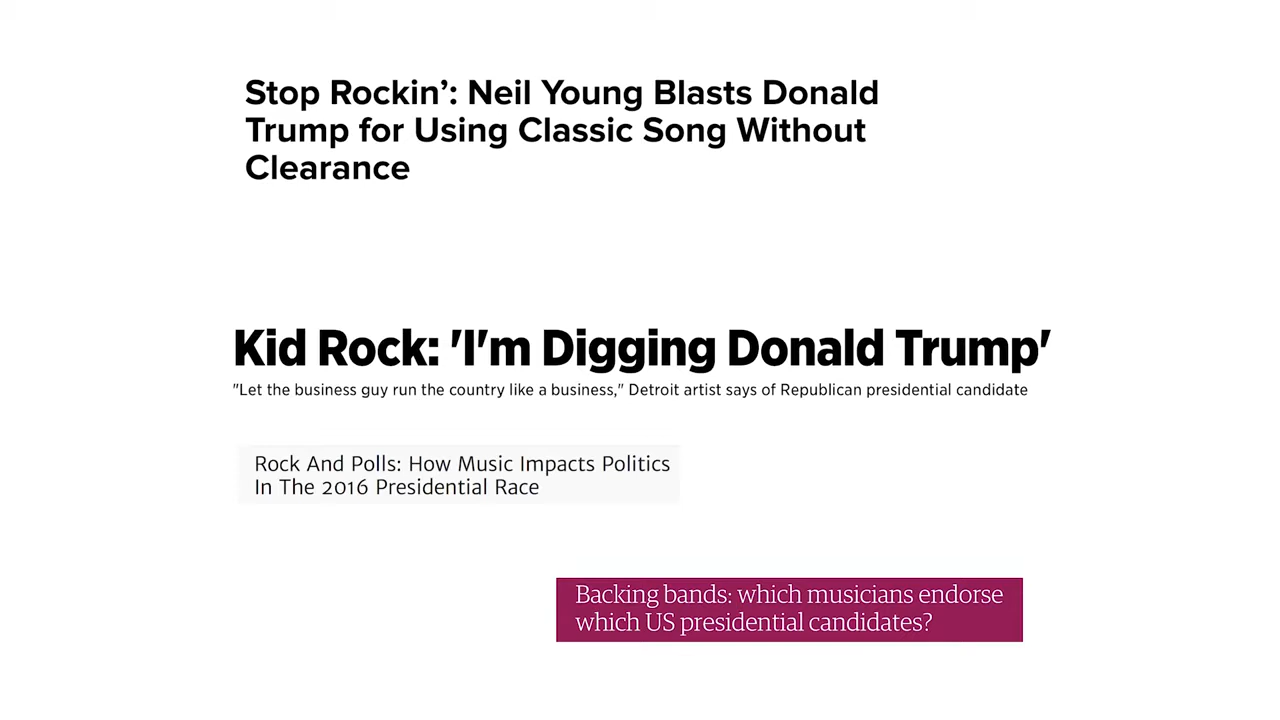 Stop Rockin’: Neil Young Blasts Donald
Trump for Using Classic Song Without
Clearance
Kid Rock: 'I'm Digging Donald Trump'
"Let the business guy run the country like a business," Detroit artist says of Republican presidential candidate
Rock And Polls: How Music Impacts Politics
In The 2016 Presidential Race
Backing bands: which musicians endorse
which US presidential candidates?